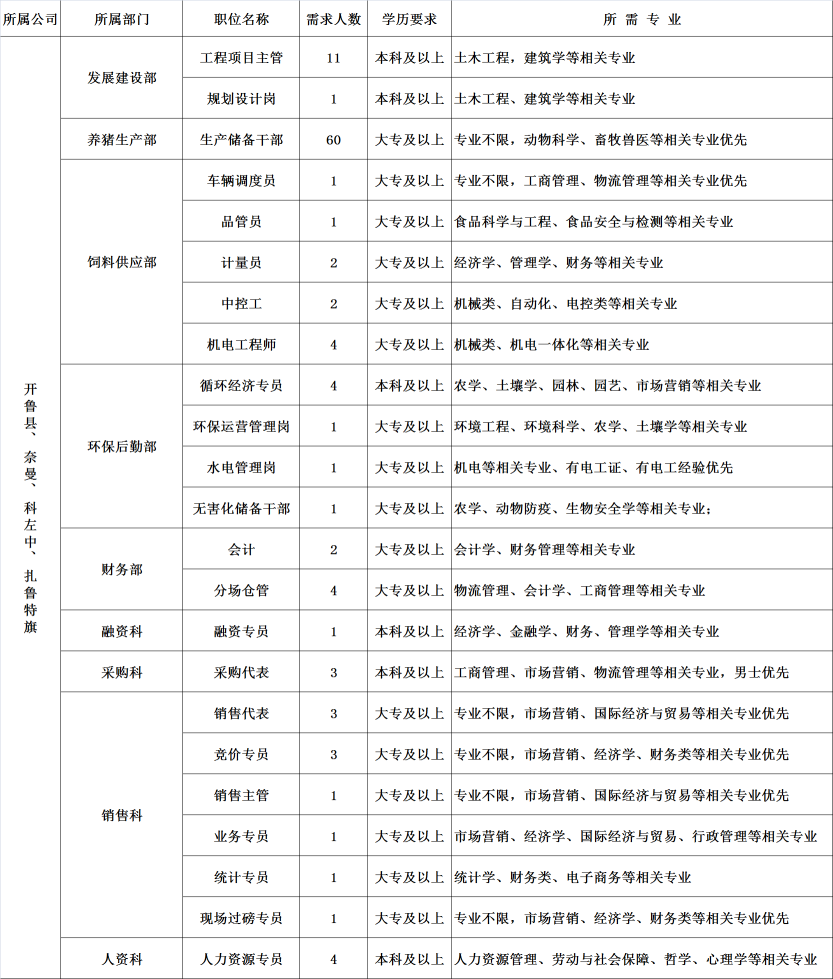 所属公司 所属部门 职位名称 需求人数 学历要求 所 需 专 业
开鲁县、奈曼、科左中、扎鲁特旗
发展建设部
工程项目主管 11 本科及以上 土木工程，建筑学等相关专业
规划设计岗 1 本科及以上 土木工程、建筑学等相关专业
养猪生产部 生产储备干部 60 大专及以上 专业不限，动物科学、畜牧兽医等相关专业优先
饲料供应部
车辆调度员 1 大专及以上 专业不限，工商管理、物流管理等相关专业优先
品管员 1 大专及以上 食品科学与工程、食品安全与检测等相关专业
计量员 2 大专及以上 经济学、管理学、财务等相关专业
中控工 2 大专及以上 机械类、自动化、电控类等相关专业
机电工程师 4 大专及以上 机械类、机电一体化等相关专业
环保后勤部
循环经济专员 4 本科及以上 农学、土壤学、园林、园艺、市场营销等相关专业
环保运营管理岗 1 大专及以上 环境工程、环境科学、农学、土壤学等相关专业
水电管理岗 1 大专及以上 机电等相关专业、有电工证、有电工经验优先
无害化储备干部 1 大专及以上 农学、动物防疫、生物安全学等相关专业；
财务部
会计 2 大专及以上 会计学、财务管理等相关专业
分场仓管 4 大专及以上 物流管理、会计学、工商管理等相关专业
融资科 融资专员 1 本科及以上 经济学、金融学、财务、管理学等相关专业
采购科 采购代表 3 本科及以上 工商管理、市场营销、物流管理等相关专业，男士优先
销售科
销售代表 3 大专及以上 专业不限，市场营销、国际经济与贸易等相关专业优先
竞价专员 3 大专及以上 专业不限，市场营销、经济学、财务类等相关专业优先
销售主管 1 大专及以上 专业不限，市场营销、国际经济与贸易等相关专业优先
业务专员 1 大专及以上 市场营销、经济学、国际经济与贸易、行政管理等相关专业
统计专员 1 大专及以上 统计学、财务类、电子商务等相关专业
现场过磅专员 1 大专及以上 专业不限，市场营销、经济学、财务类等相关专业优先
人资科 人力资源专员 4 本科及以上 人力资源管理、劳动与社会保障、哲学、心理学等相关专业